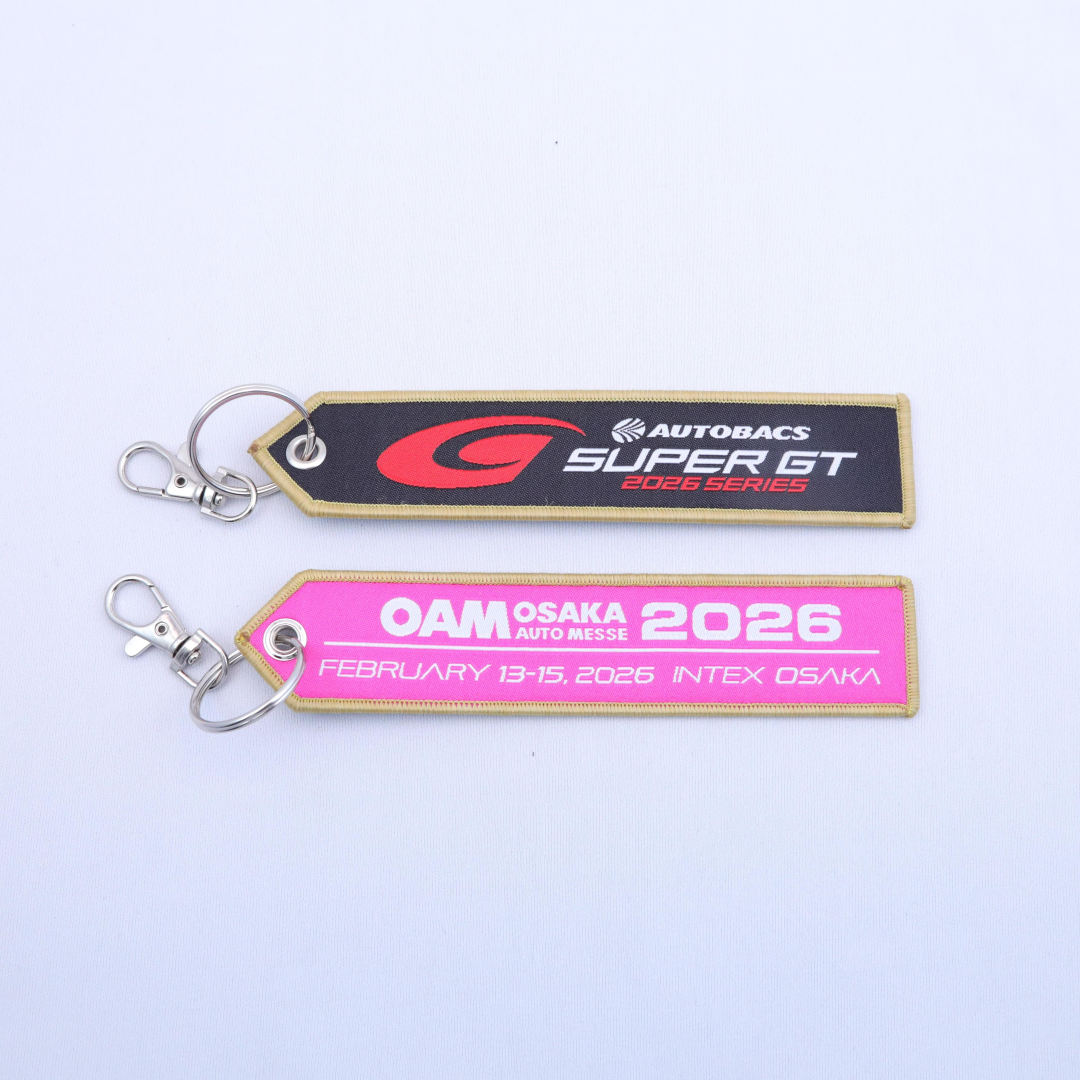 AUTOBACS
SUPER GT
2026 SERIES
OAM OSAKA AUTO MESSE 2026
FEBRUARY 13-15, 2026 INTEX OSAKA